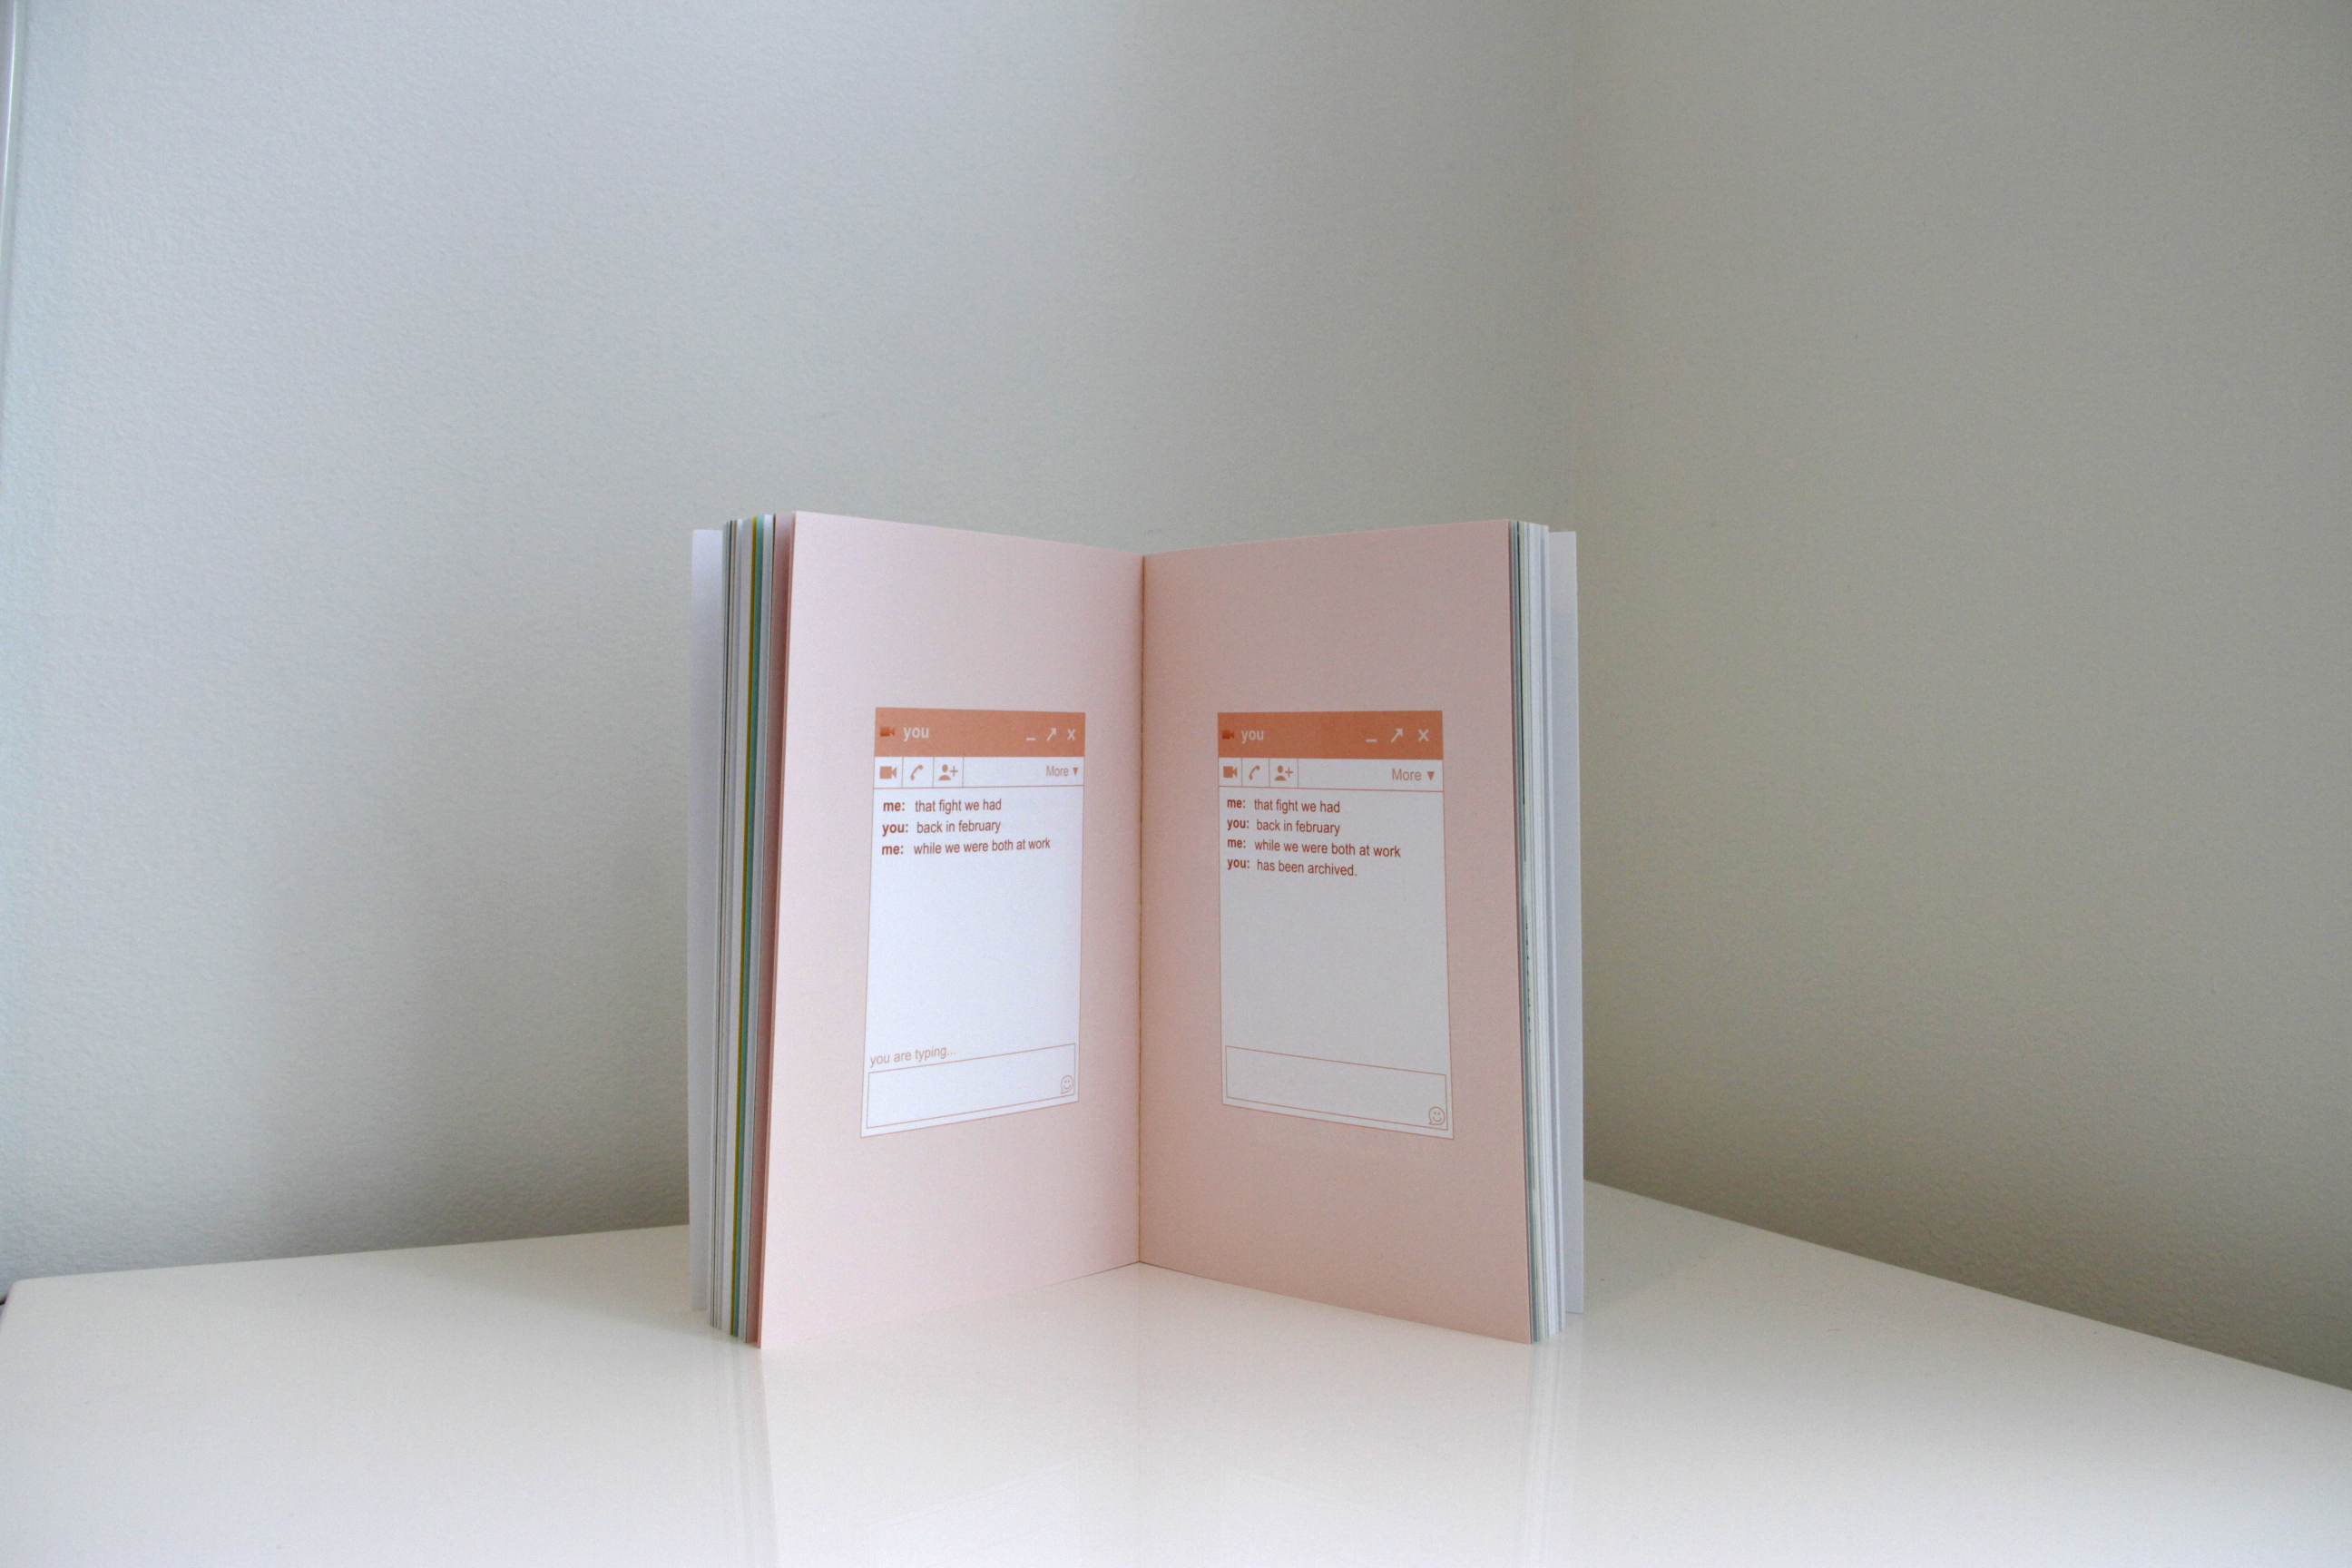 you
More
me: that fight we had
you: back in february
me: while we were both at work
you are typing...
you
More
me: that fight we had
you: back in february
me: while we were both at work
you: has been archived.